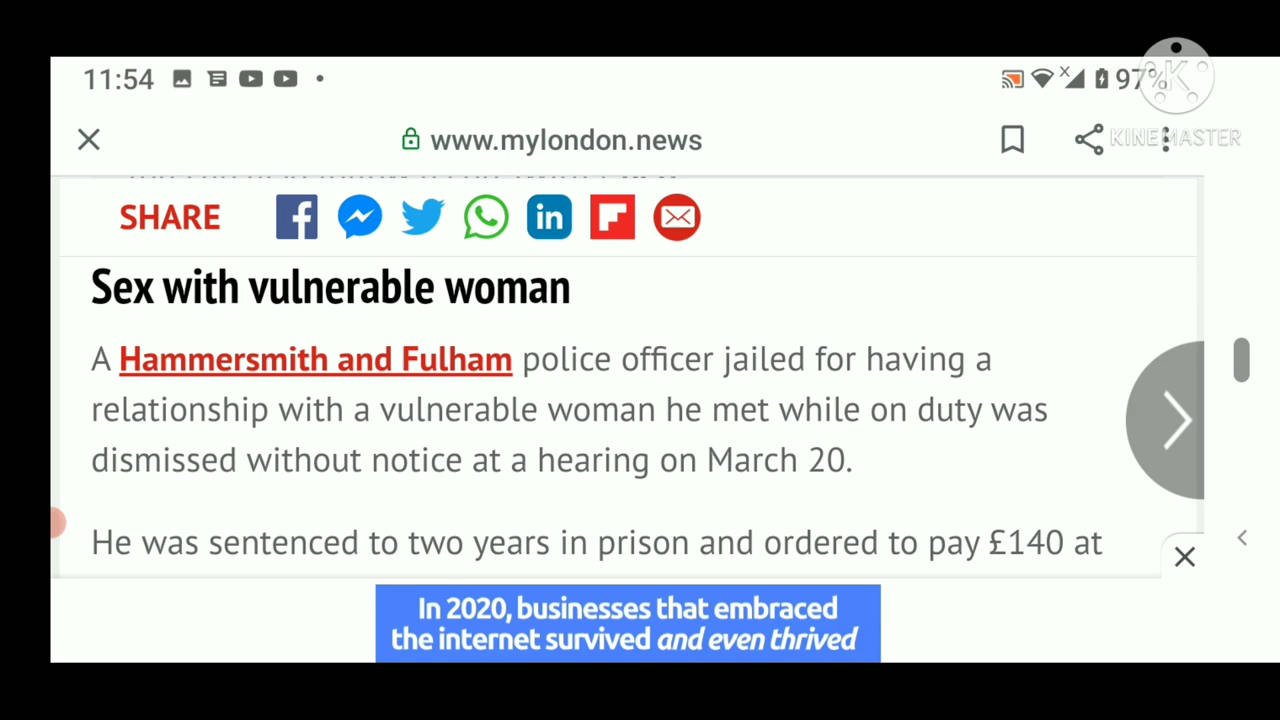 11:54 97%
www.mylondon.news
KINEMASTER
SHARE
Sex with vulnerable woman
A Hammersmith and Fulham police officer jailed for having a
relationship with a vulnerable woman he met while on duty was
dismissed without notice at a hearing on March 20.
He was sentenced to two years in prison and ordered to pay £140 at
In 2020, businesses that embraced
the internet survived and even thrived